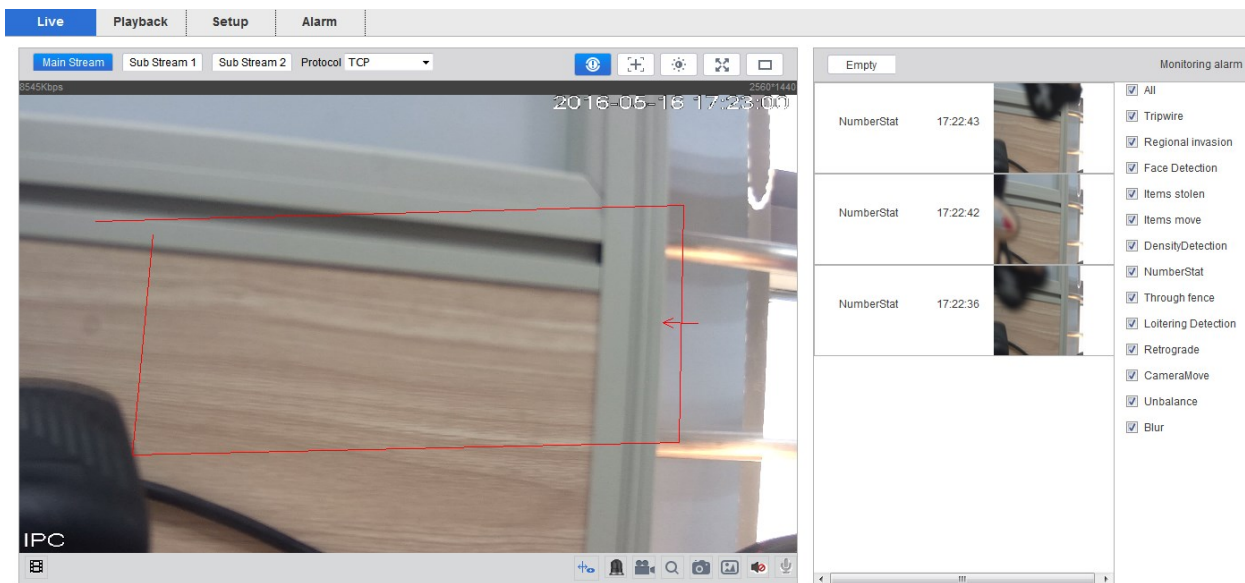 Live Playback Setup Alarm
Main Stream Sub Stream 1 Sub Stream 2 Protocol TCP
Empty Monitoring alarm
8545Kbps 2560*1440
2016-05-16 17:23:00
IPC
NumberStat 17:22:43
NumberStat 17:22:42
NumberStat 17:22:36
All
Tripwire
Regional invasion
Face Detection
Items stolen
Items move
DensityDetection
NumberStat
Through fence
Loitering Detection
Retrograde
CameraMove
Unbalance
Blur